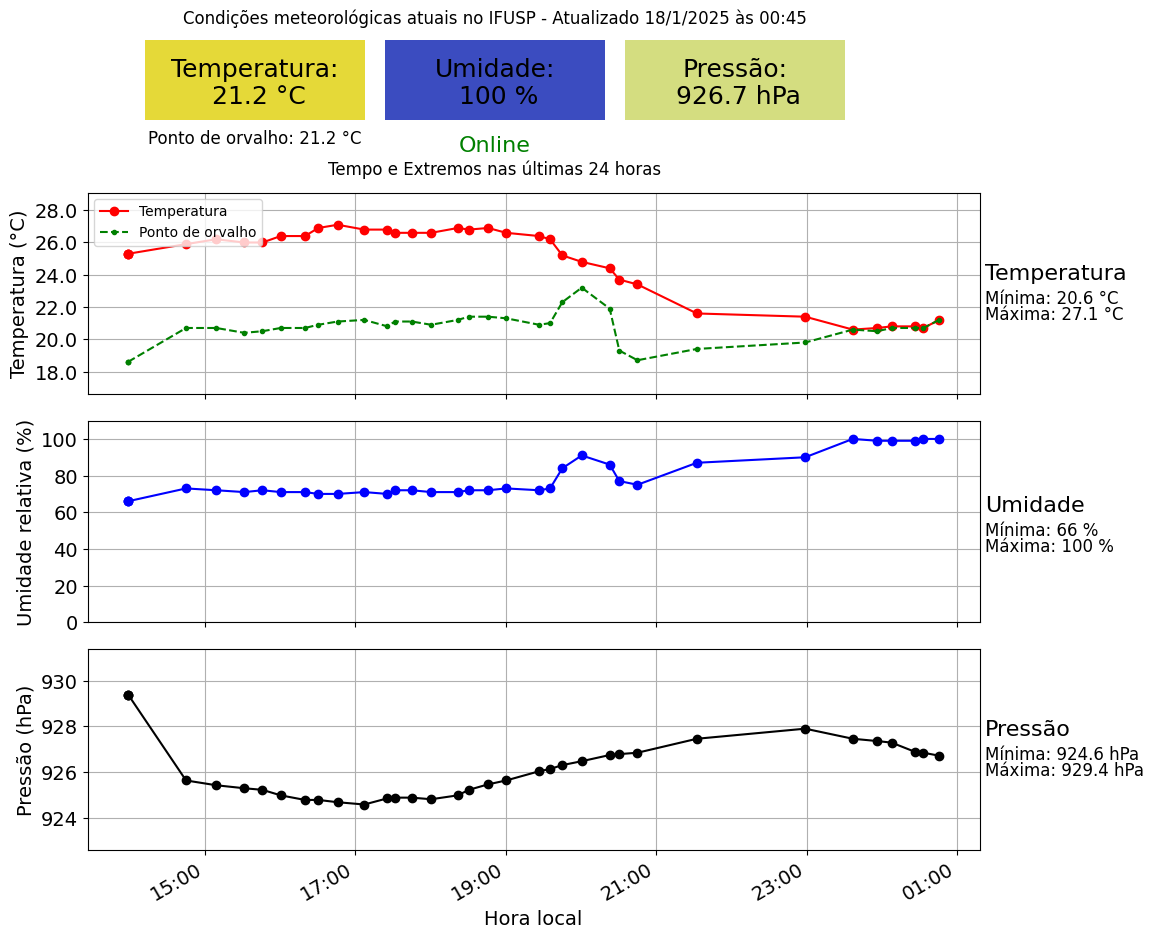 Condições meteorológicas atuais no IFUSP - Atualizado 18/1/2025 às 00:45
Temperatura:
21.2 °C
Umidade:
100 %
Pressão:
926.7 hPa
Ponto de orvalho: 21.2 °C
Online
Tempo e Extremos nas últimas 24 horas
Temperatura (°C)
28.0
26.0
24.0
22.0
20.0
18.0
Temperatura
Ponto de orvalho
Temperatura
Mínima: 20.6 °C
Máxima: 27.1 °C
Umidade relativa (%)
100
80
60
40
20
0
Umidade
Mínima: 66 %
Máxima: 100 %
Pressão (hPa)
930
928
926
924
Pressão
Mínima: 924.6 hPa
Máxima: 929.4 hPa
15:00
17:00
19:00
21:00
23:00
01:00
Hora local